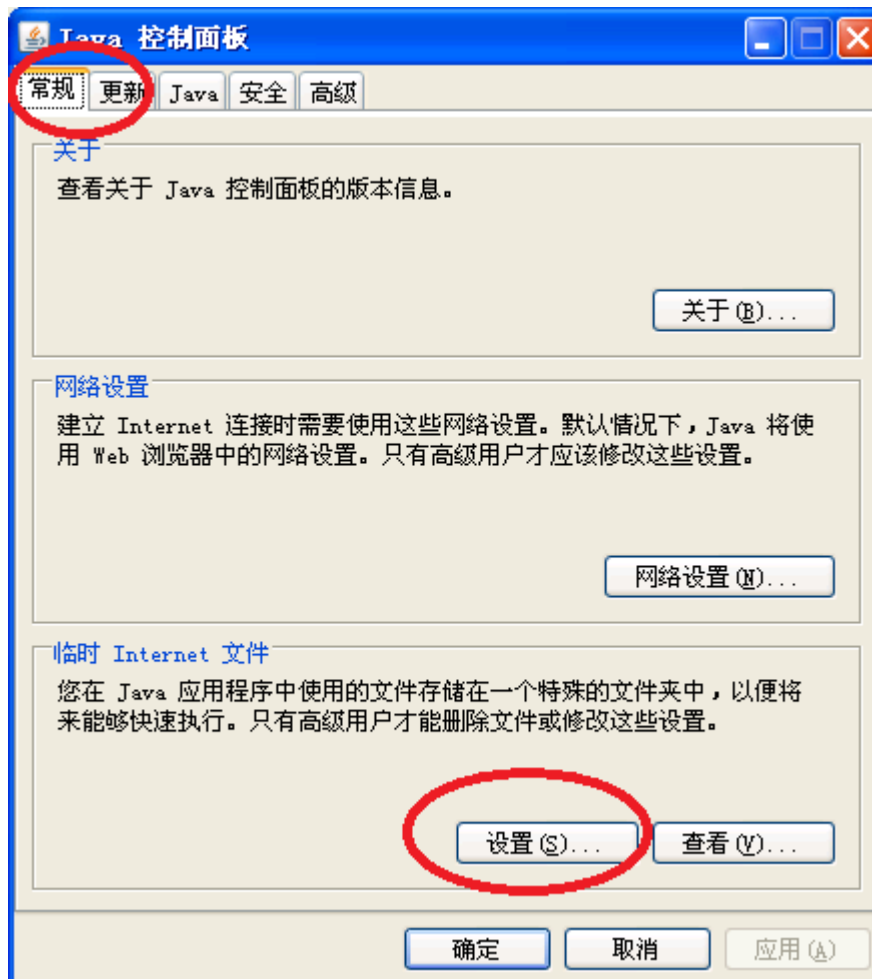 Java 控制面板
常规 更新 Java 安全 高级
关于
查看关于 Java 控制面板的版本信息。
关于(B)...
网络设置
建立 Internet 连接时需要使用这些网络设置。默认情况下，Java 将使
用 Web 浏览器中的网络设置。只有高级用户才应该修改这些设置。
网络设置(N)...
临时 Internet 文件
您在 Java 应用程序中使用的文件存储在一个特殊的文件夹中，以便将
来能够快速执行。只有高级用户才能删除文件或修改这些设置。
设置(S)... 查看(V)...
确定 取消 应用(A)